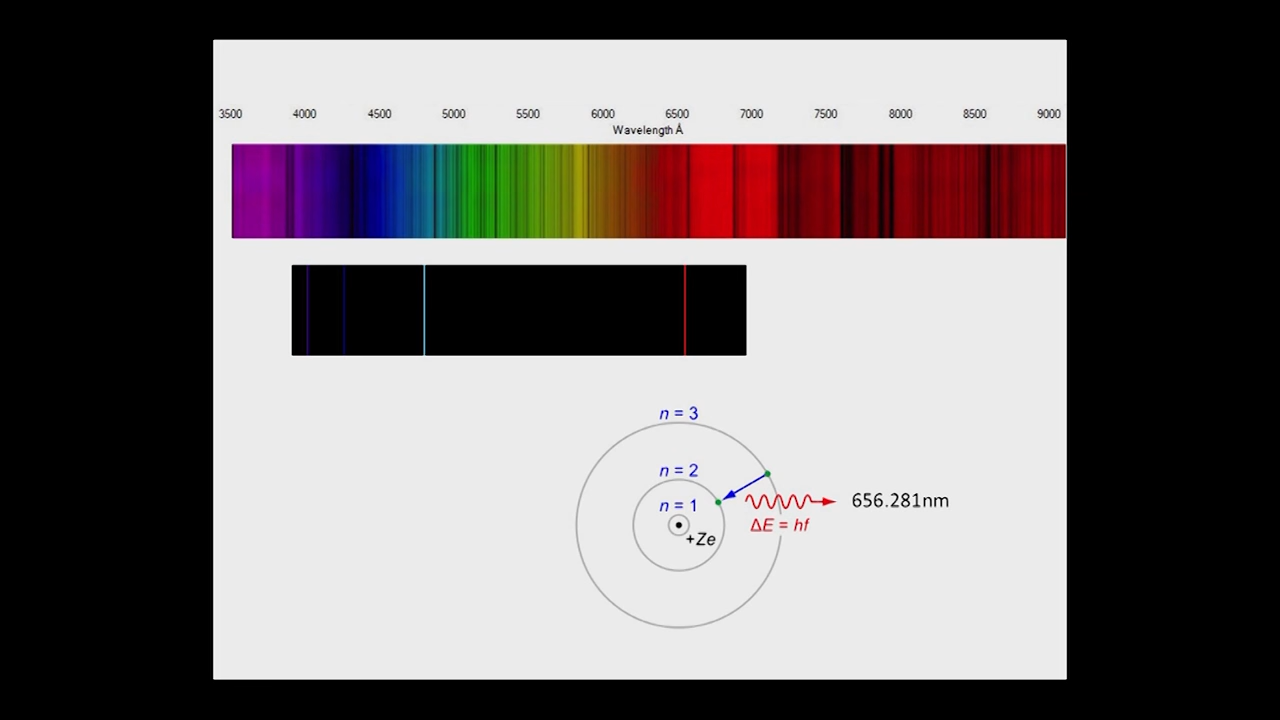 3500 4000 4500 5000 5500 6000 6500 7000 7500 8000 8500 9000
Wavelength Å
n = 3
n = 2
n = 1
656.281nm
ΔE = hf
+Ze